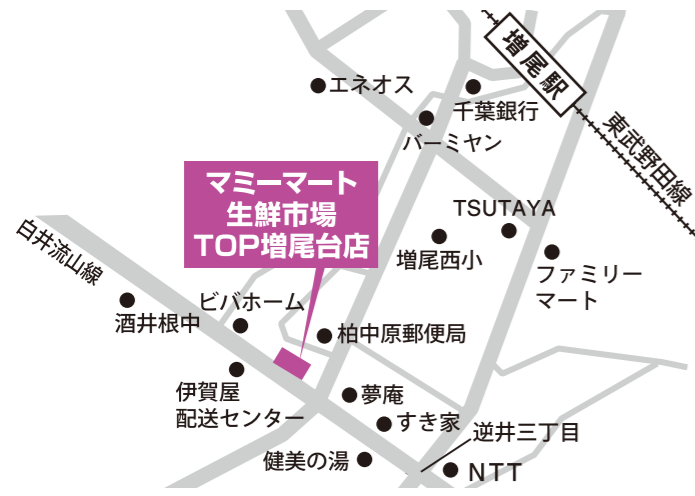 増尾駅
エネオス
千葉銀行
東武野田線
バーミヤン
マミーマート
生鮮市場
TOP増尾台店
TSUTAYA
白井流山線
増尾西小
ファミリー
マート
ビバホーム
酒井根中
柏中原郵便局
伊賀屋
配送センター
夢庵
すき家
逆井三丁目
健美の湯
NTT